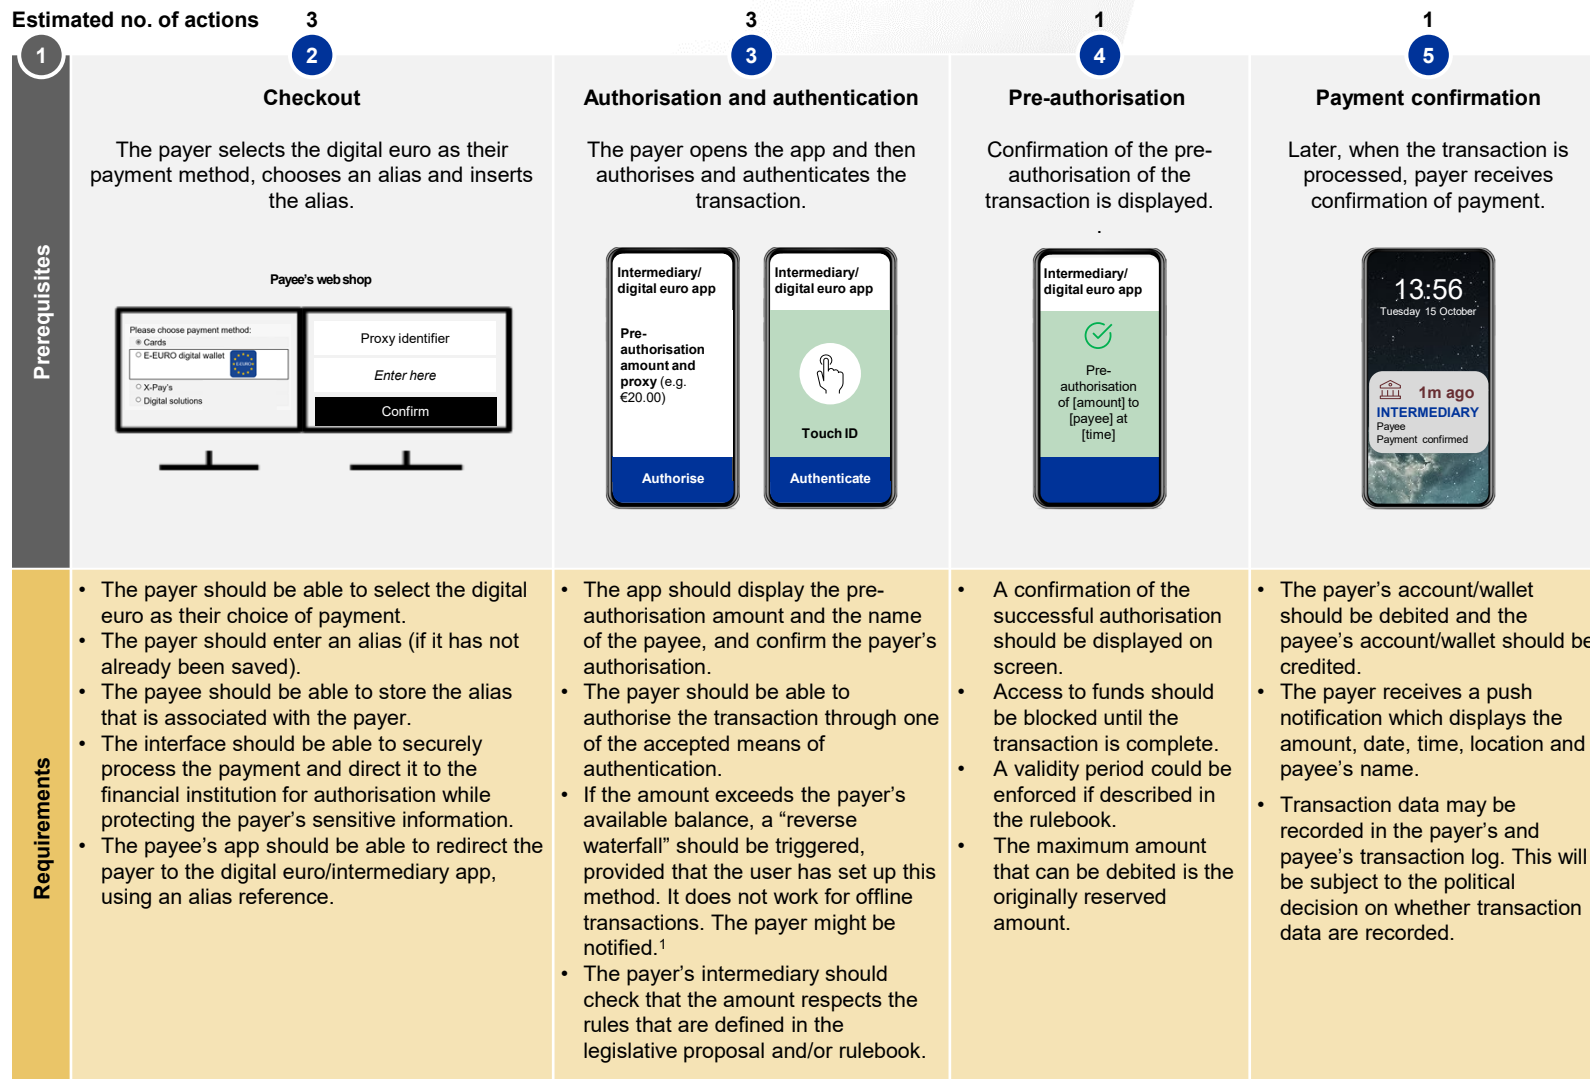 Estimated no. of actions
3
3
1
1
1
2
3
4
5
Prerequisites
Checkout
The payer selects the digital euro as their
payment method, chooses an alias and inserts
the alias.
Payee's web shop
Please choose payment method:
Cards
E-EURO digital wallet
E-EURO
X-Pay's
Digital solutions
Proxy identifier
Enter here
Confirm
Authorisation and authentication
The payer opens the app and then
authorises and authenticates the
transaction.
Intermediary/
digital euro app
Pre-
authorisation
amount and
proxy (e.g.
€20.00)
Authorise
Intermediary/
digital euro app
Touch ID
Authenticate
Pre-authorisation
Confirmation of the pre-
authorisation of the
transaction is displayed.
.
Intermediary/
digital euro app
Pre-
authorisation
of [amount] to
[payee] at
[time]
Payment confirmation
Later, when the transaction is
processed, payer receives
confirmation of payment.
13:56
Tuesday 15 October
1m ago
INTERMEDIARY
Payee
Payment confirmed
Requirements
• The payer should be able to select the digital
euro as their choice of payment.
• The payer should enter an alias (if it has not
already been saved).
• The payee should be able to store the alias
that is associated with the payer.
• The interface should be able to securely
process the payment and direct it to the
financial institution for authorisation while
protecting the payer's sensitive information.
• The payee's app should be able to redirect the
payer to the digital euro/intermediary app,
using an alias reference.
• The app should display the pre-
authorisation amount and the name
of the payee, and confirm the payer's
authorisation.
• The payer should be able to
authorise the transaction through one
of the accepted means of
authentication.
• If the amount exceeds the payer's
available balance, a “reverse
waterfall” should be triggered,
provided that the user has set up this
method. It does not work for offline
transactions. The payer might be
notified.1
• The payer's intermediary should
check that the amount respects the
rules that are defined in the
legislative proposal and/or rulebook.
• A confirmation of the
successful authorisation
should be displayed on
screen.
• Access to funds should
be blocked until the
transaction is complete.
• A validity period could be
enforced if described in
the rulebook.
• The maximum amount
that can be debited is the
originally reserved
amount.
• The payer's account/wallet
should be debited and the
payee's account/wallet should be
credited.
• The payer receives a push
notification which displays the
amount, date, time, location and
payee's name.
• Transaction data may be
recorded in the payer's and
payee's transaction log. This will
be subject to the political
decision on whether transaction
data are recorded.